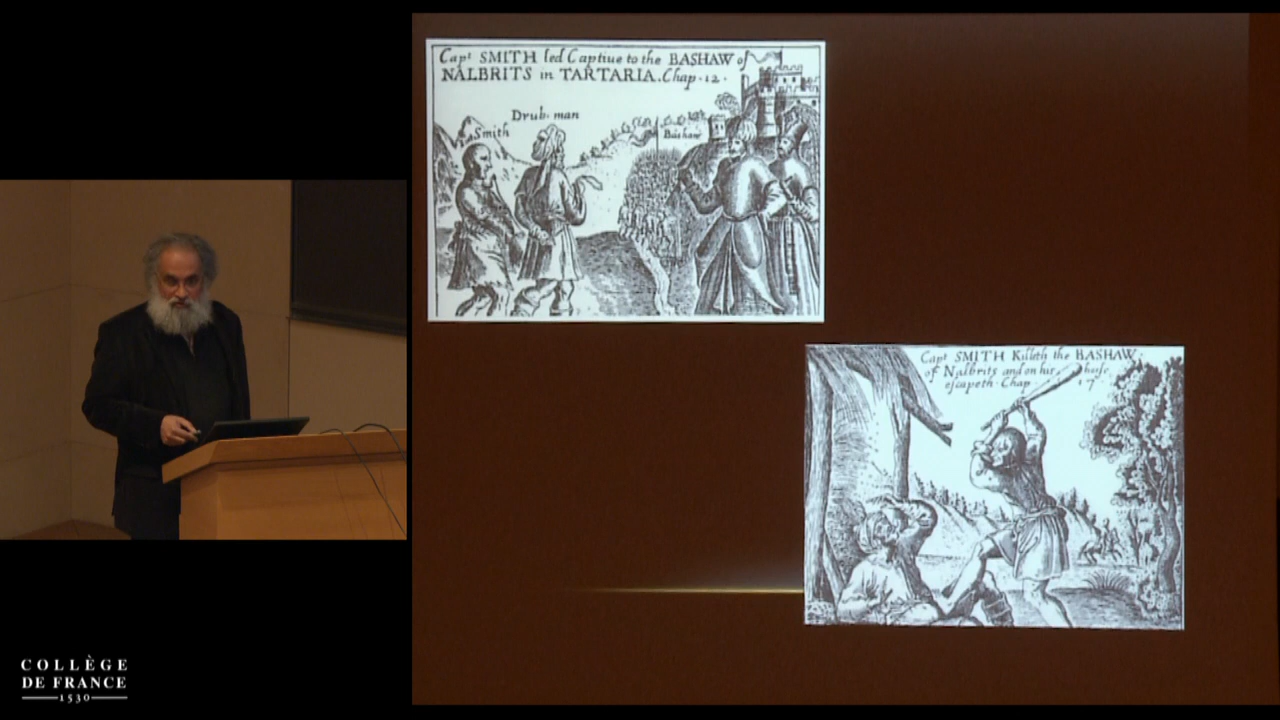 Capt SMITH led Captiue to the BASHAW of
NALBRITS in TARTARIA. Chap. 12.
Drub-man
Smith
Bashaw
Capt SMITH Killeth the BASHAW
of Nalbrits and on his horse
escapeth Chap 17
COLLÈGE
DE FRANCE
1530